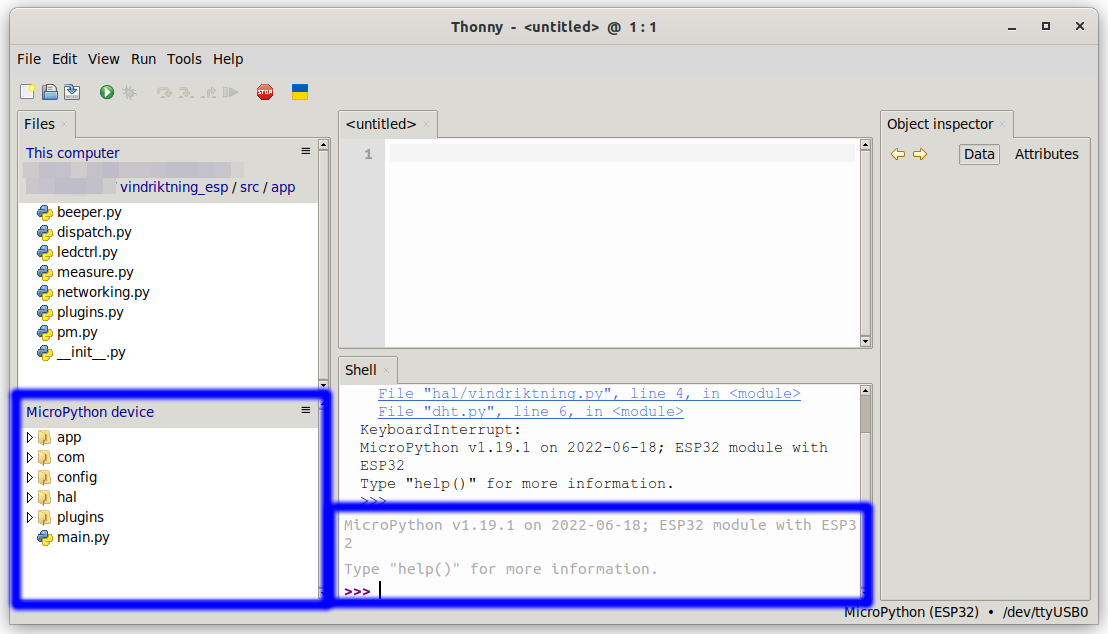 Thonny - <untitled> @ 1:1
File Edit View Run Tools Help
STOP
Files
This computer
vindriktning_esp / src / app
beeper.py
dispatch.py
ledctrl.py
measure.py
networking.py
plugins.py
pm.py
__init__.py
MicroPython device
app
com
config
hal
plugins
main.py
<untitled>
1
Shell
File "hal/vindriktning.py", line 4, in <module>
File "dht.py", line 6, in <module>
KeyboardInterrupt:
MicroPython v1.19.1 on 2022-06-18; ESP32 module with
ESP32
Type "help()" for more information.
>>>
MicroPython v1.19.1 on 2022-06-18; ESP32 module with ESP3
2
Type "help()" for more information.
>>>
Object inspector
Data Attributes
MicroPython (ESP32) • /dev/ttyUSB0